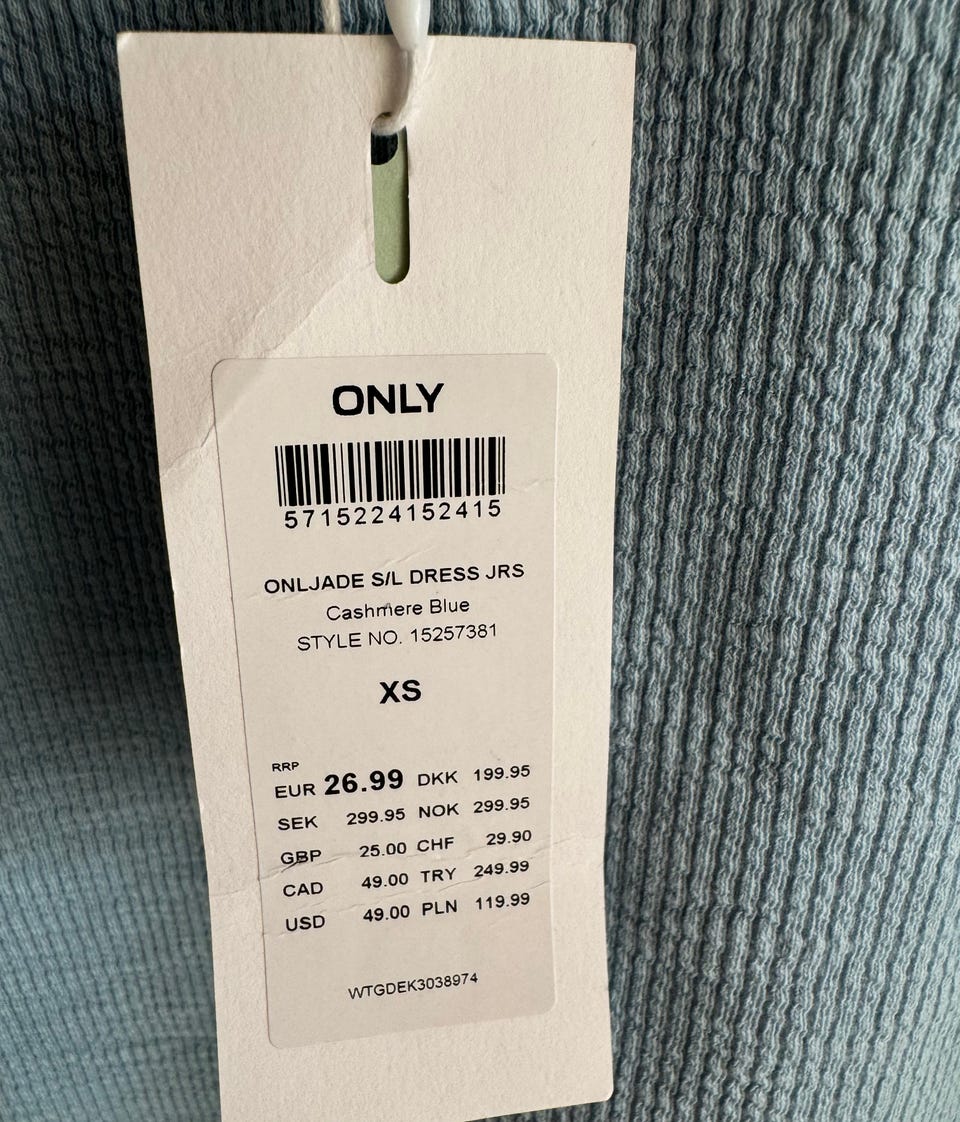 ONLY
5715224152415
ONLJADE S/L DRESS JRS
Cashmere Blue
STYLE NO. 15257381
XS
RRP
EUR 26.99 DKK 199.95
SEK 299.95 NOK 299.95
GBP 25.00 CHF 29.90
CAD 49.00 TRY 249.99
USD 49.00 PLN 119.99
WTGDEK3038974